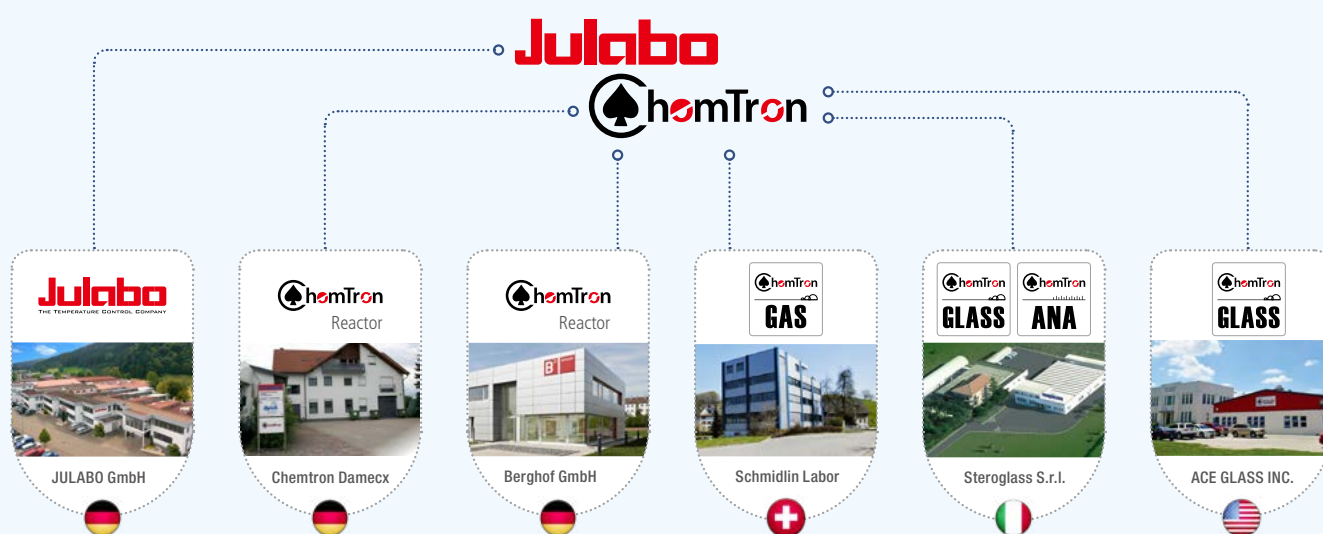 Julabo
ChemTron
Julabo
THE TEMPERATURE CONTROL COMPANY
JULABO GmbH
ChemTron
Reactor
Chemtron Damecx
ChemTron
Reactor
Berghof GmbH
ChemTron
GAS
Schmidlin Labor
ChemTron
GLASS
ChemTron
ANA
Steroglass S.r.l.
ChemTron
GLASS
ACE GLASS INC.